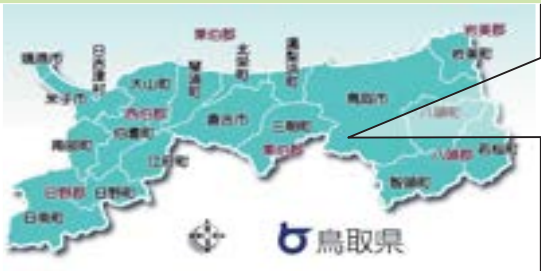 岩美郡
東伯郡
岩美町
境港市
日吉津村
北栄町
湯梨浜町
琴浦町
大山町
米子市
鳥取市
西伯郡
八頭町
倉吉市
三朝町
南部町
伯耆町
江府町
東伯郡
八頭郡
若桜町
智頭町
日野郡
日野町
日南町
鳥取県